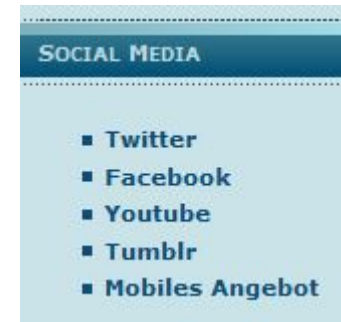 SOCIAL MEDIA
Twitter
Facebook
Youtube
Tumblr
Mobiles Angebot